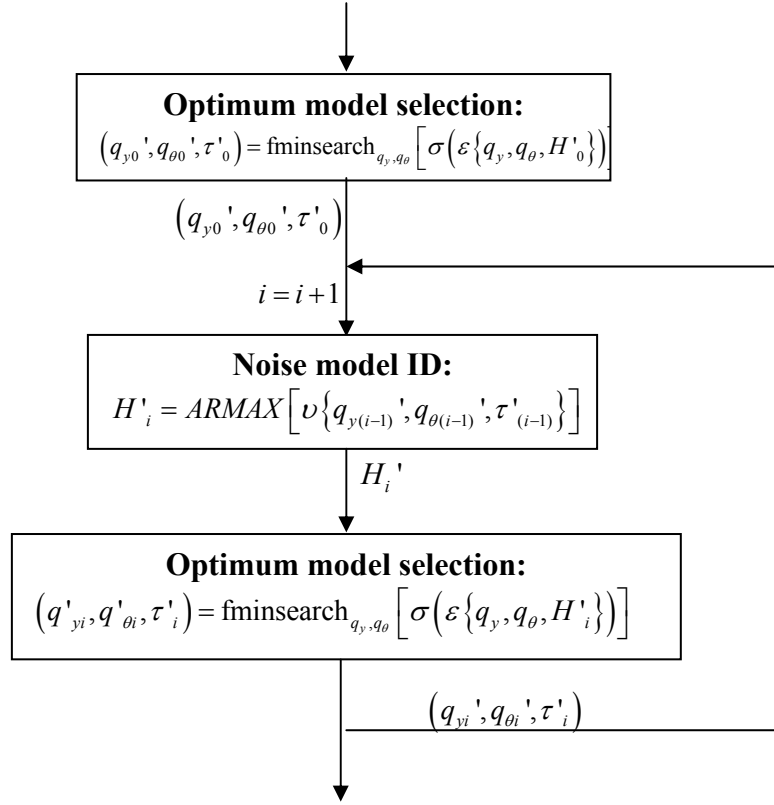 Optimum model selection:
(q_{y0}', q_{θ0}', τ'_0) = fminsearch_{q_y,q_θ} [σ(ε{q_y, q_θ, H'_0})]
(q_{y0}', q_{θ0}', τ'_0)
i = i+1
Noise model ID:
H'_i = ARMAX[υ{q_{y(i−1)}', q_{θ(i−1)}', τ'_{(i−1)}}]
H_i'
Optimum model selection:
(q'_{yi}, q'_{θi}, τ'_i) = fminsearch_{q_y,q_θ} [σ(ε{q_y, q_θ, H'_i})]
(q_{yi}', q_{θi}', τ'_i)